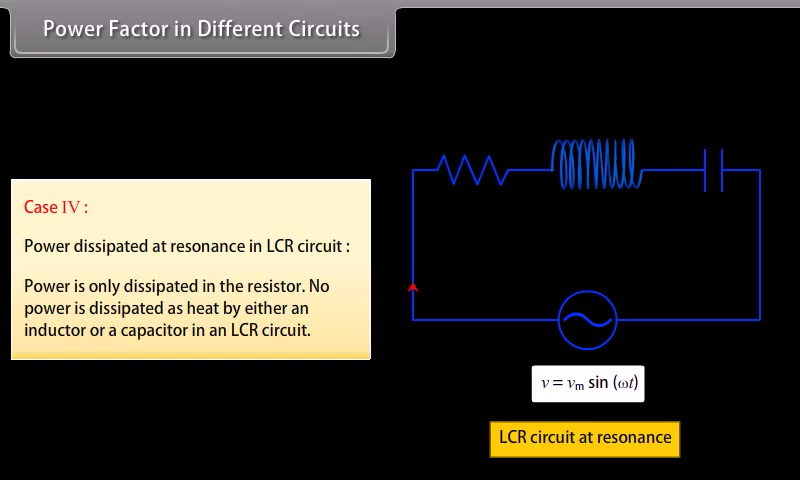 Power Factor in Different Circuits
Case IV :
Power dissipated at resonance in LCR circuit :
Power is only dissipated in the resistor. No
power is dissipated as heat by either an
inductor or a capacitor in an LCR circuit.
v = vₘ sin (ωt)
LCR circuit at resonance